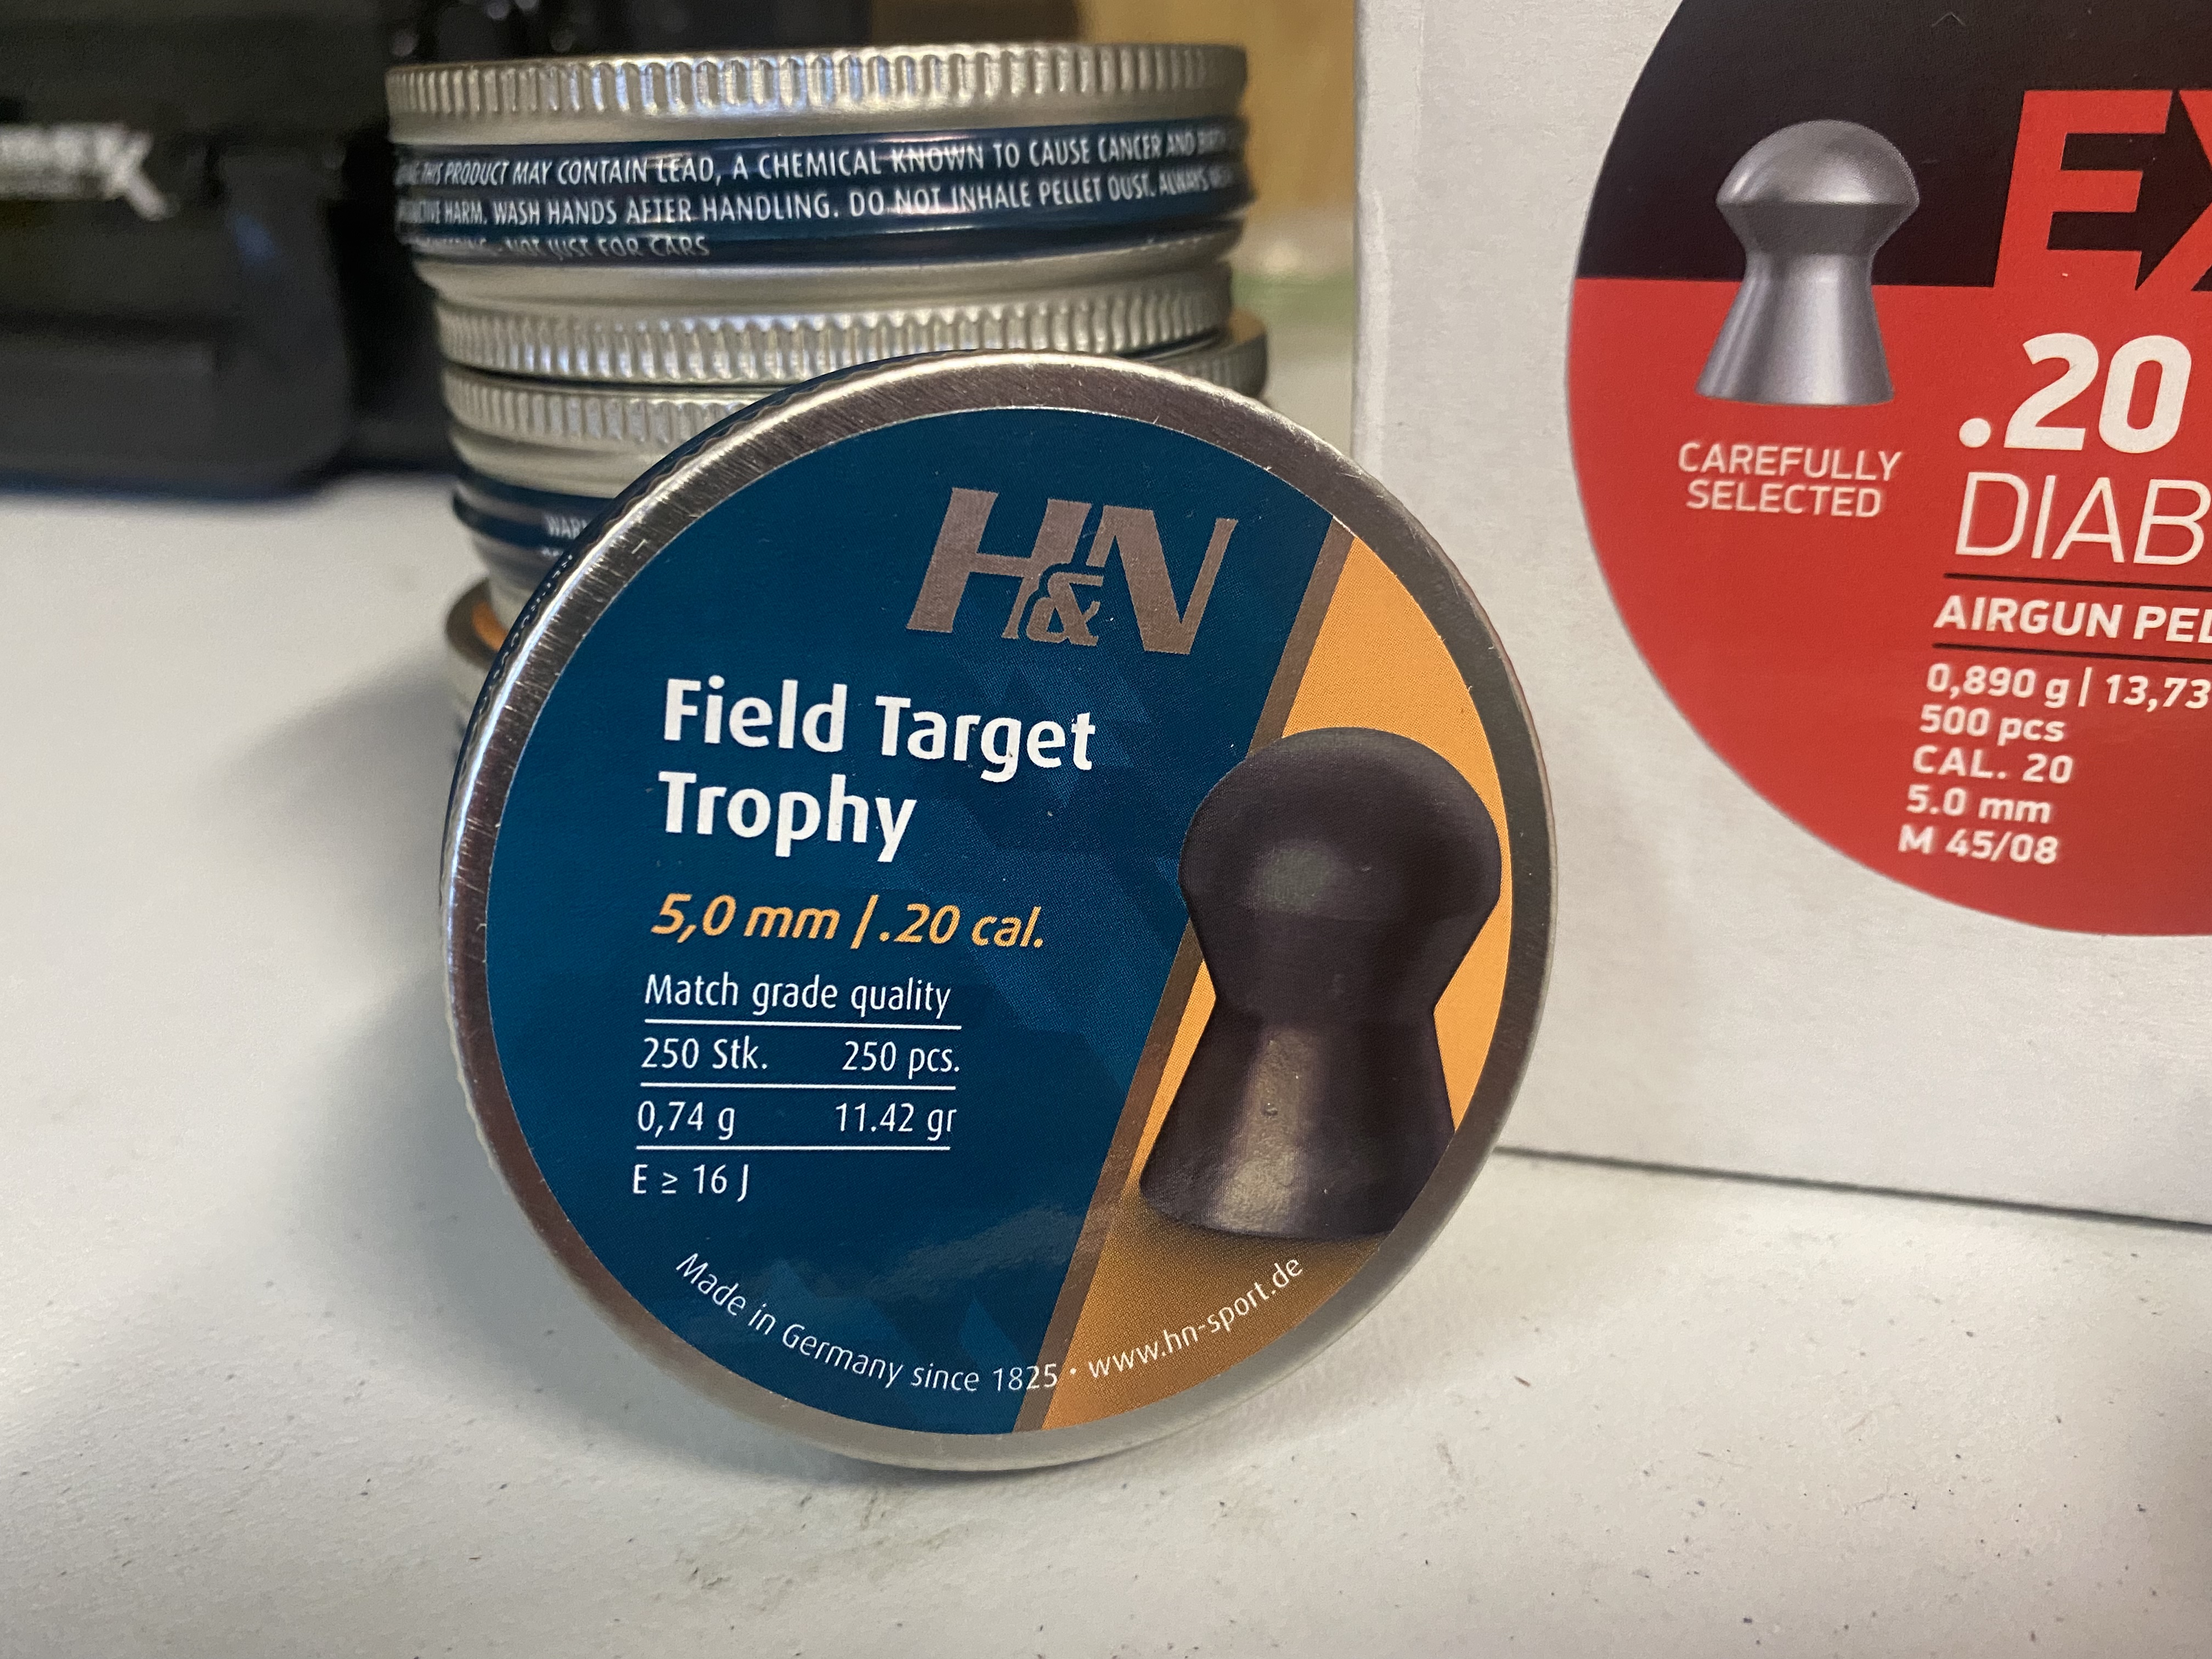 THIS PRODUCT MAY CONTAIN LEAD, A CHEMICAL KNOWN TO CAUSE CANCER AND
HARM. WASH HANDS AFTER HANDLING. DO NOT INHALE PELLET DUST. ALWAYS
NOT JUST FOR CARS
H&N
Field Target
Trophy
5,0 mm / .20 cal.
Match grade quality
250 Stk. 250 pcs.
0,74 g 11.42 gr
E ≥ 16 J
Made in Germany since 1825 • www.hn-sport.de
EX
.20
CAREFULLY
SELECTED
DIAB
AIRGUN PEL
0,890 g | 13,73
500 pcs
CAL. 20
5.0 mm
M 45/08